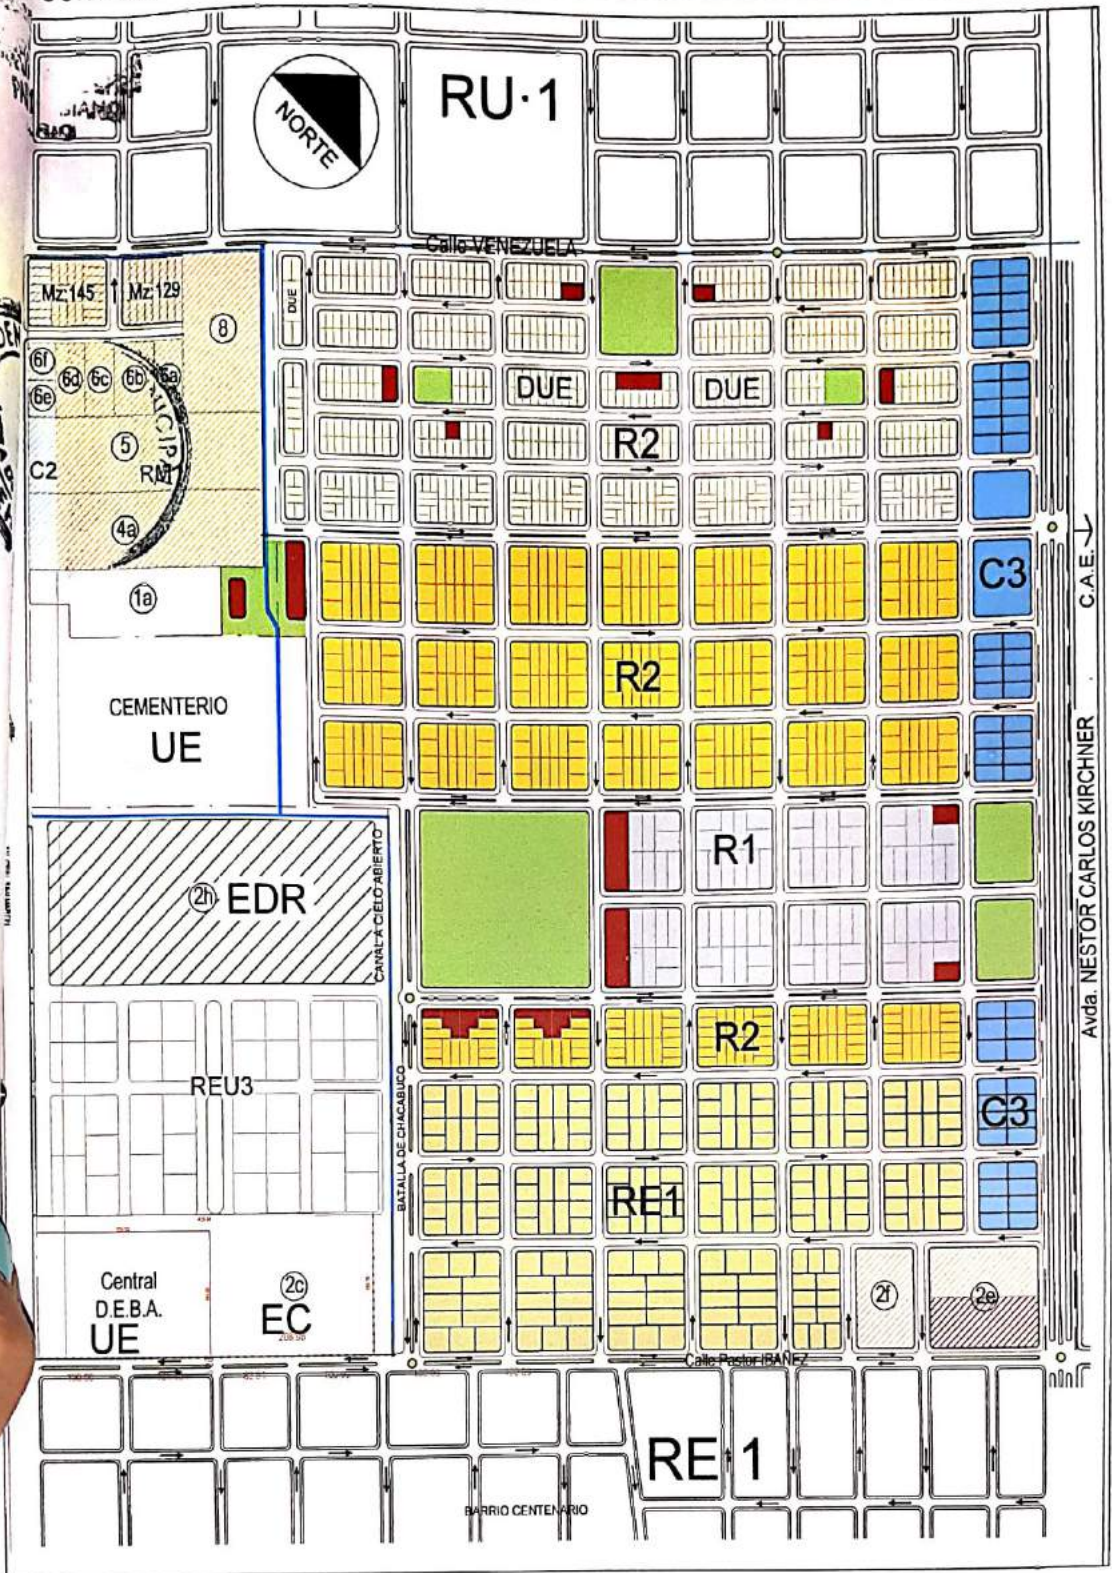 RU·1
NORTE
Calle VENEZUELA
Mz:145
Mz:129
DUE
8
6f
6d
6c
6b
6a
6e
DUE
DUE
R2
5
C2
RM1
4a
1a
C3
C.A.E.
R2
CEMENTERIO
UE
Avda. NESTOR CARLOS KIRCHNER
R1
2h
EDR
CANAL A CIELO ABIERTO
R2
REU3
BATALLA DE CHACABUCO
C3
RE1
Central
D.E.B.A.
UE
2c
EC
2f
2e
Calle Pastor IBAÑEZ
RE 1
BARRIO CENTENARIO